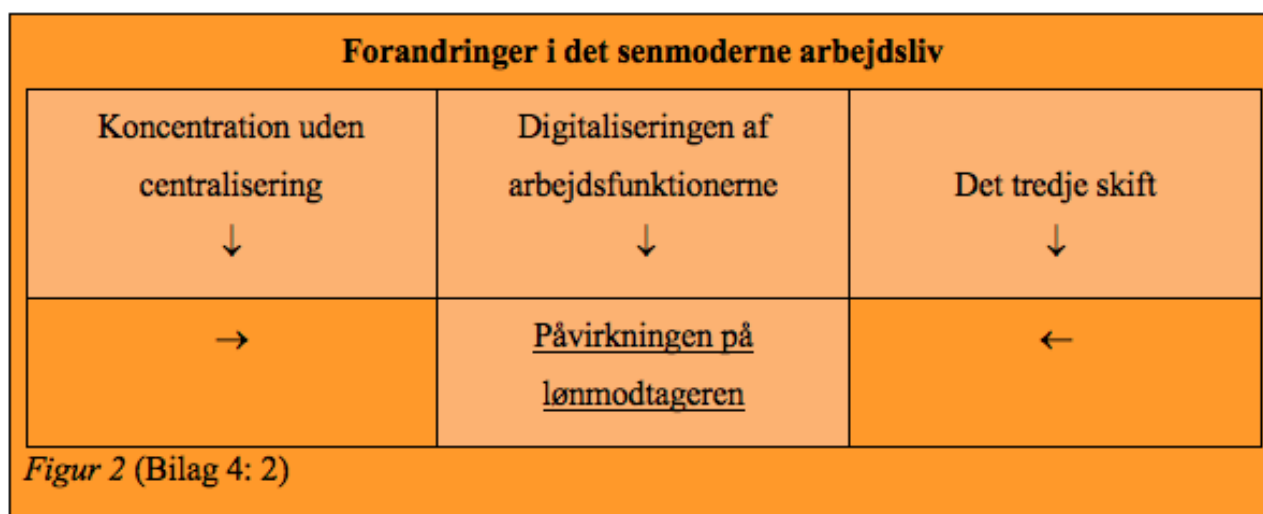 Forandringer i det senmoderne arbejdsliv
Koncentration uden
centralisering
↓
Digitaliseringen af
arbejdsfunktionerne
↓
Det tredje skift
↓
→
Påvirkningen på
lønmodtageren
←
Figur 2 (Bilag 4: 2)